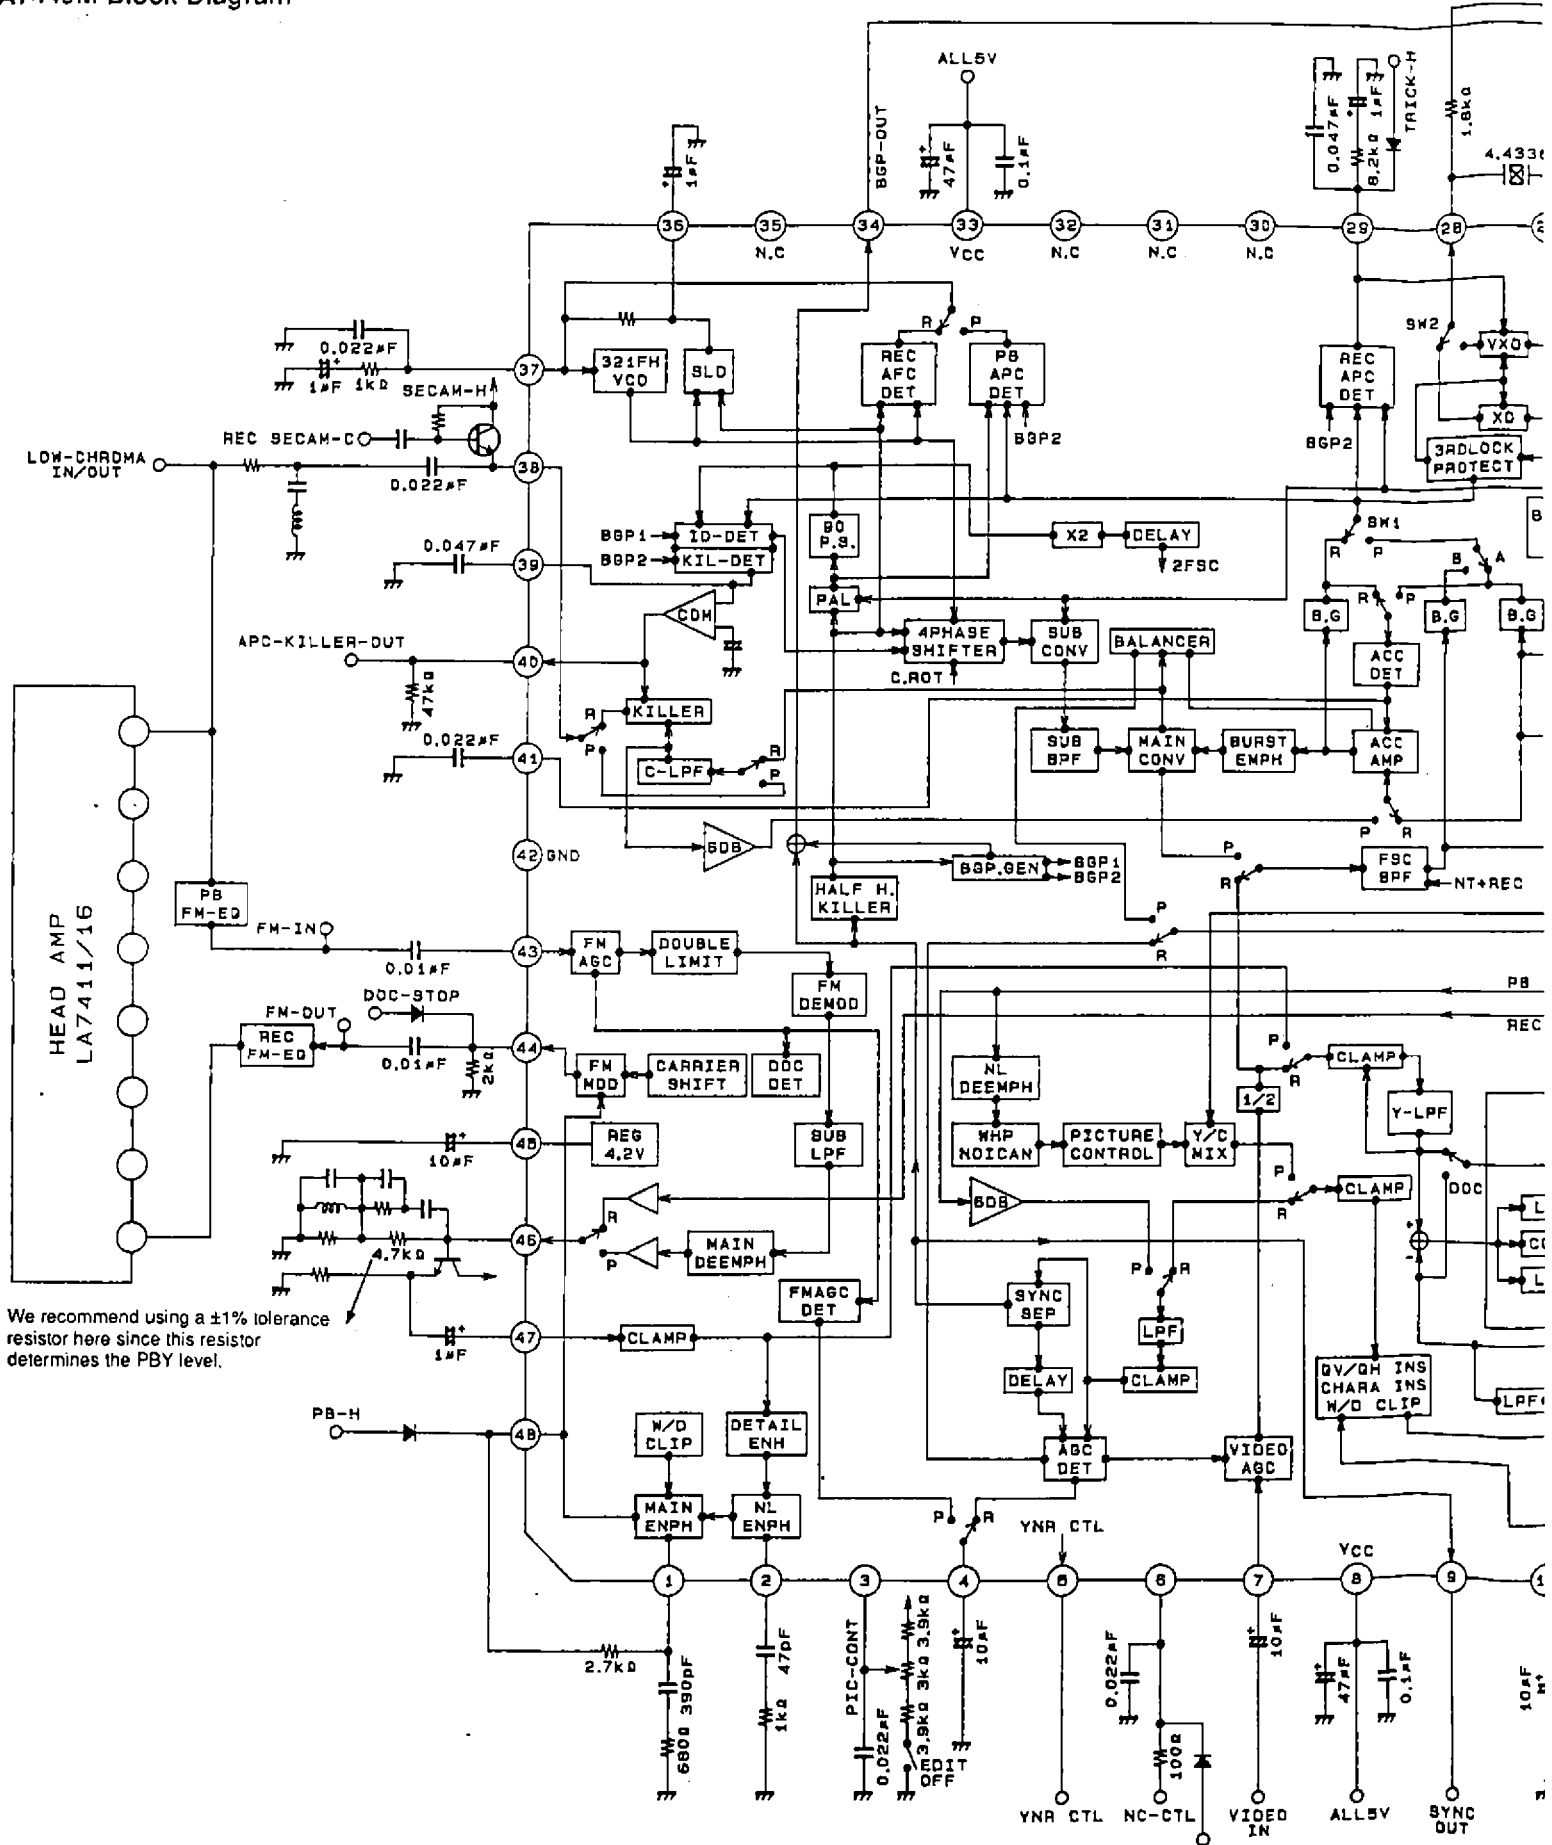 Block Diagram
ALL5V
BGP-OUT
47µF
0.1µF
1µF
0.047µF
8.2kΩ
1µF
TRICK-H
1.8kΩ
36
35
34
33
32
31
30
29
28
N.C
N.C
VCC
N.C
N.C
N.C
0.022µF
1µF
1kΩ
SECAM-H
37
321FH
VCO
SLD
REC
AFC
DET
R
P
PB
APC
DET
BGP2
REC
APC
DET
BGP2
SW2
VXO
XO
3RDLOCK
PROTECT
REC SECAM-C
LOW-CHROMA
IN/OUT
0.022µF
38
BGP1
ID-DET
BGP2
KIL-DET
90
P.S.
X2
DELAY
2FSC
SW1
R
P
B
A
0.047µF
39
COM
PAL
4PHASE
SHIFTER
C.ROT
SUB
CONV
BALANCER
B.G
R
P
B.G
B.G
ACC
DET
APC-KILLER-OUT
40
47kΩ
KILLER
R
P
C-LPF
R
P
0.022µF
41
SUB
BPF
MAIN
CONV
BURST
EMPH
ACC
AMP
P
R
6DB
42
GND
BGP.GEN
BGP1
BGP2
P
R
FSC
BPF
NT+REC
HEAD AMP
LA7411/16
PB
FM-EQ
FM-IN
0.01µF
43
FM
AGC
DOUBLE
LIMIT
HALF H.
KILLER
FM
DEMOD
P
R
PB
REC
DOC-STOP
FM-OUT
REC
FM-EQ
0.01µF
2kΩ
44
FM
MOD
CARRIER
SHIFT
DOC
DET
NL
DEEMPH
P
R
CLAMP
1/2
Y-LPF
10µF
45
REG
4.2V
SUB
LPF
WHP
NOICAN
PICTURE
CONTROL
Y/C
MIX
P
R
CLAMP
DOC
4.7kΩ
46
R
P
MAIN
DEEMPH
6DB
P
R
+
-
We recommend using a ±1% tolerance
resistor here since this resistor
determines the PBY level.
1µF
47
CLAMP
FMAGC
DET
SYNC
SEP
LPF
DELAY
CLAMP
QV/QH INS
CHARA INS
W/D CLIP
LPF
PB-H
48
W/D
CLIP
DETAIL
ENH
AGC
DET
VIDEO
AGC
MAIN
ENPH
NL
ENPH
P
R
YNR CTL
VCC
1
2
3
4
5
6
7
8
9
2.7kΩ
390pF
680Ω
47pF
1kΩ
PIC-CONT
0.022µF
3.9kΩ
3kΩ
3.9kΩ
EDIT
OFF
10µF
0.022µF
100Ω
10µF
47µF
0.1µF
10µF
YNR CTL
NC-CTL
VIDEO
IN
ALL5V
SYNC
OUT